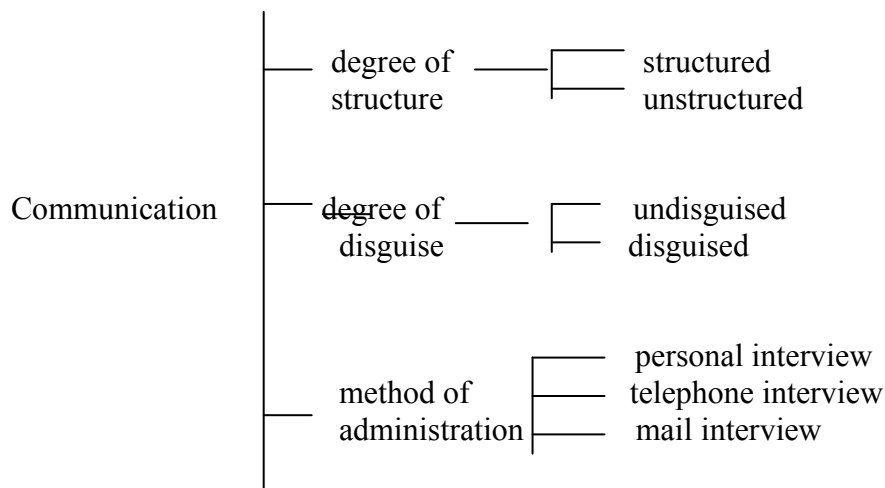 degree of
structure
structured
unstructured
Communication
degree of
disguise
undisguised
disguised
method of
administration
personal interview
telephone interview
mail interview